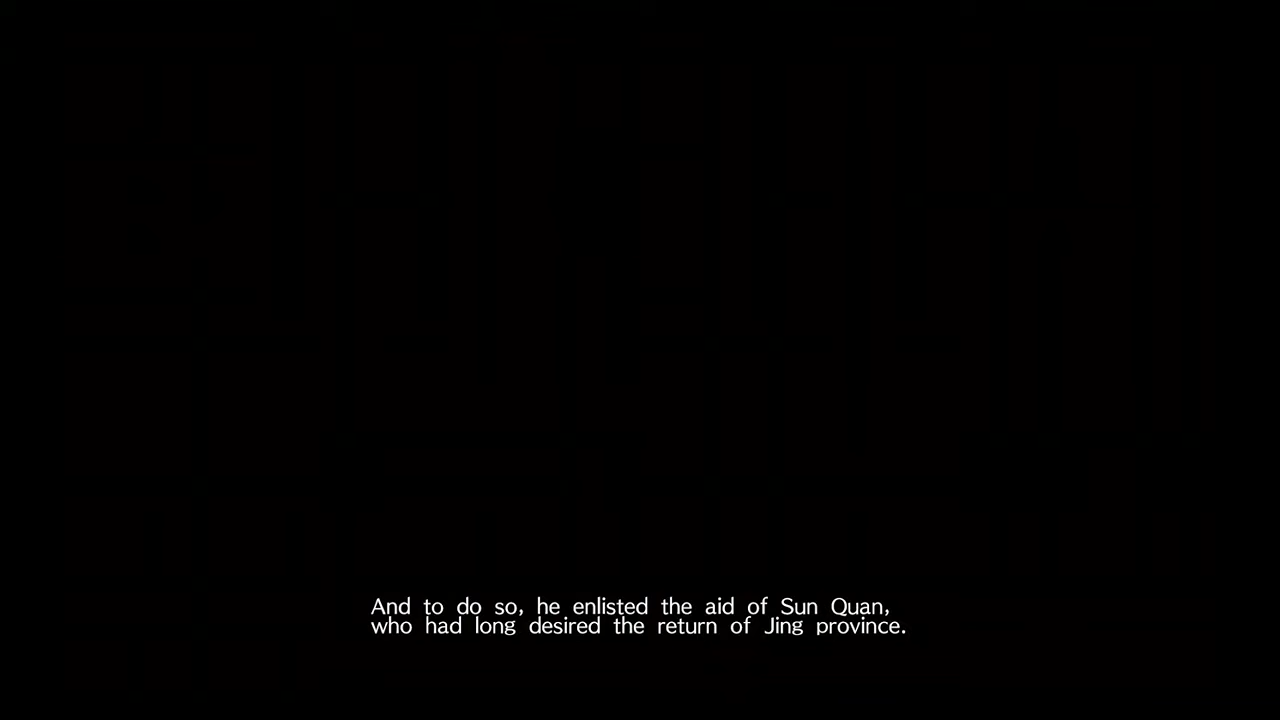 And to do so, he enlisted the aid of Sun Quan,
who had long desired the return of Jing province.